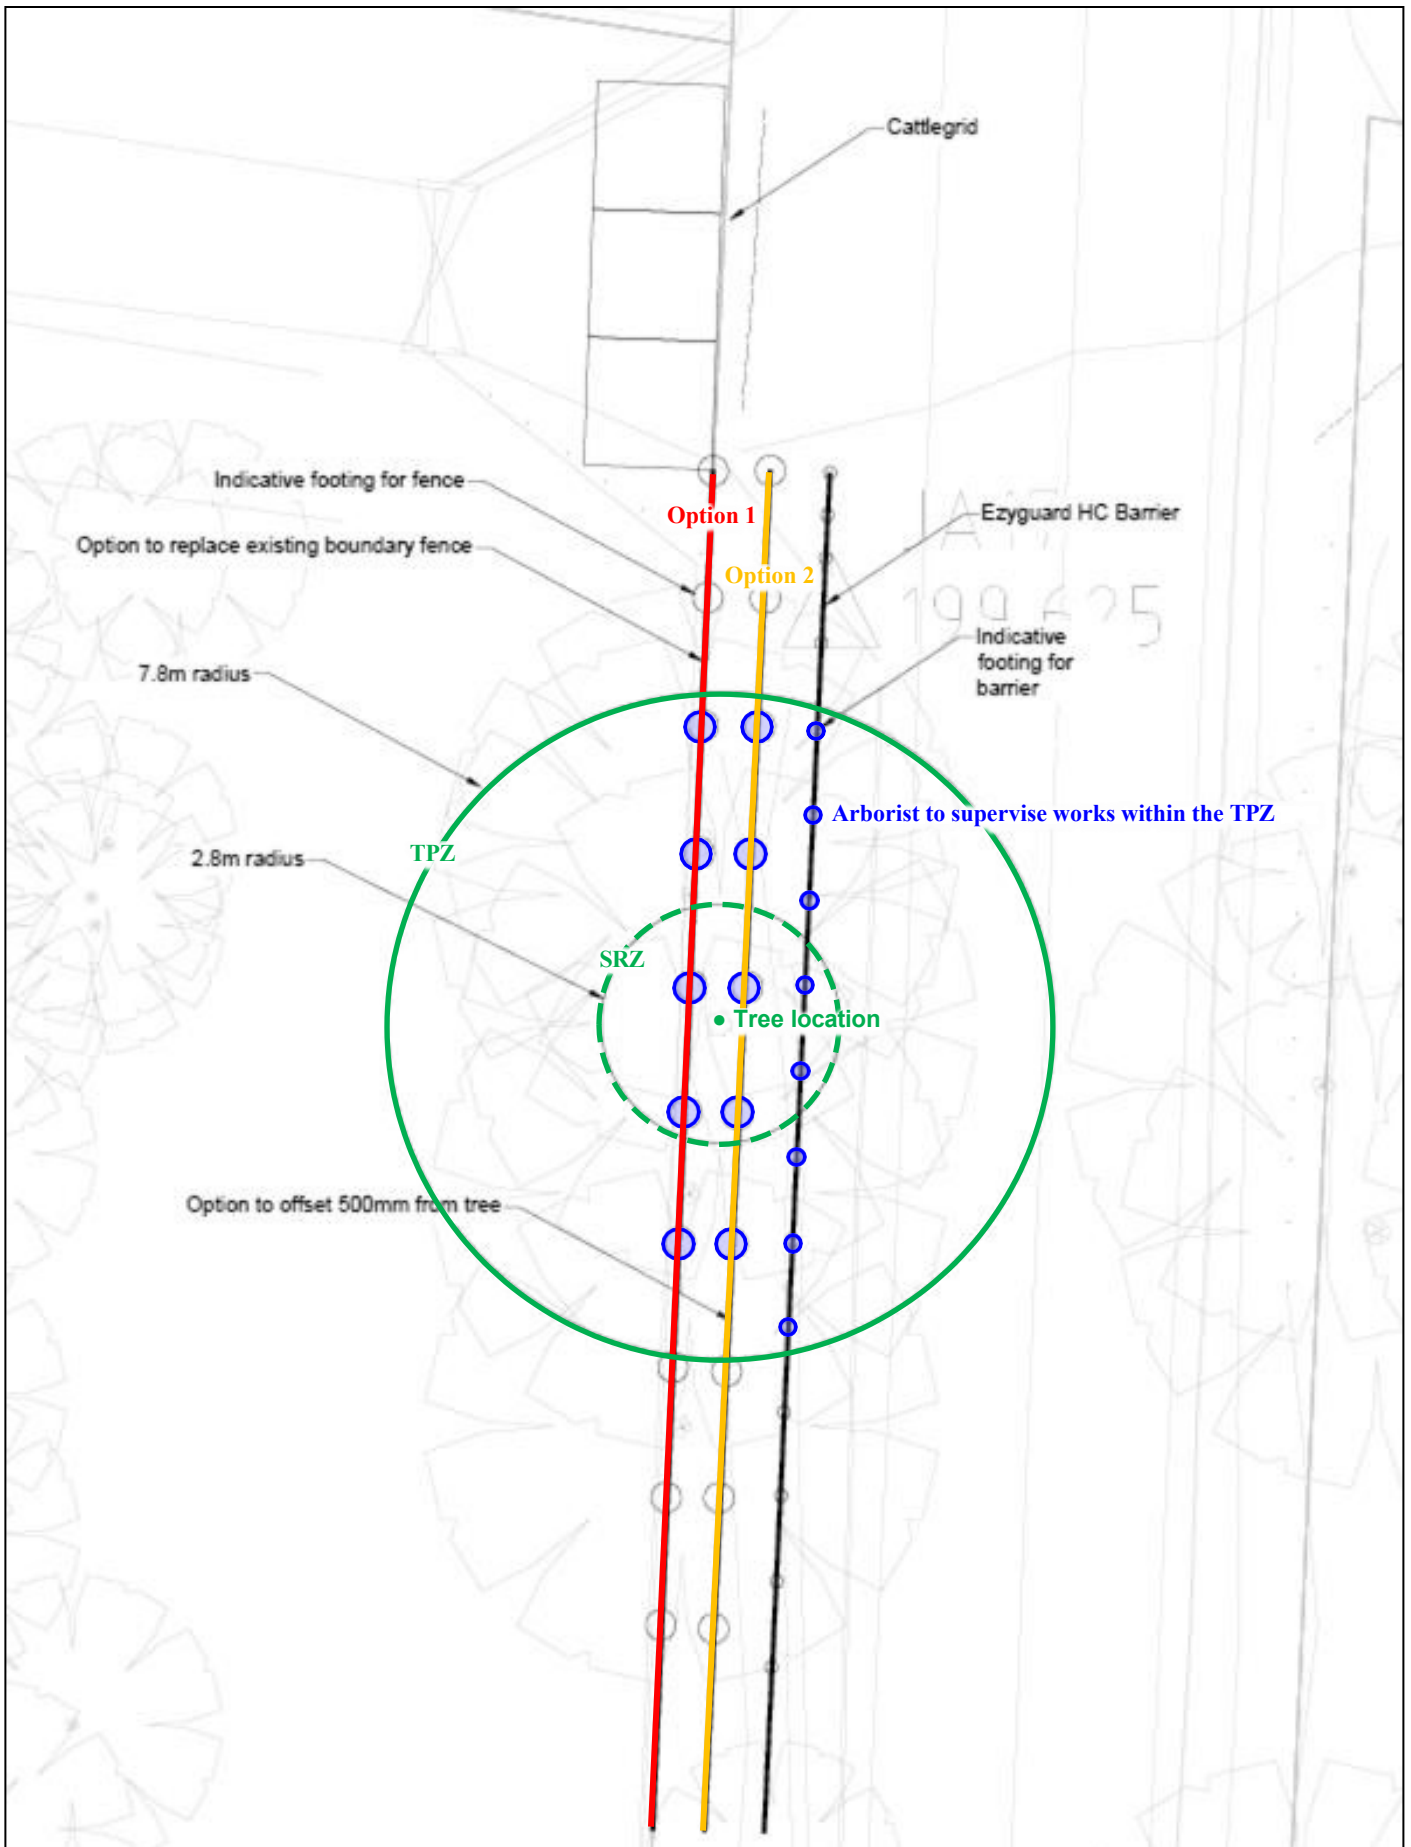 Cattlegrid
Indicative footing for fence
Option 1
Ezyguard HC Barrier
Option to replace existing boundary fence
Option 2
199.625
Indicative
footing for
barrier
7.8m radius
Arborist to supervise works within the TPZ
TPZ
2.8m radius
SRZ
Tree location
Option to offset 500mm from tree